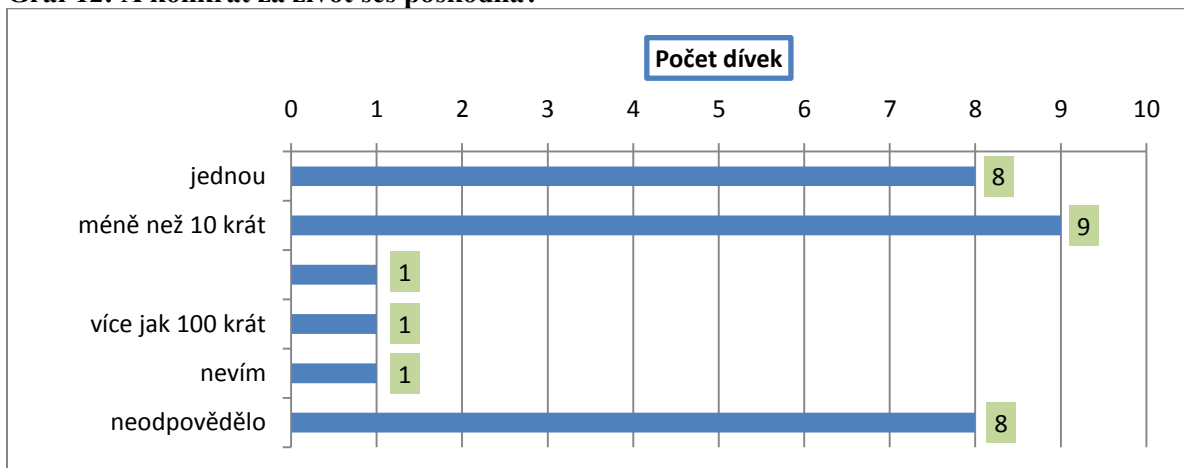 Počet dívek
0 1 2 3 4 5 6 7 8 9 10
jednou 8
méně než 10 krát 9
1
více jak 100 krát 1
nevím 1
neodpovědělo 8